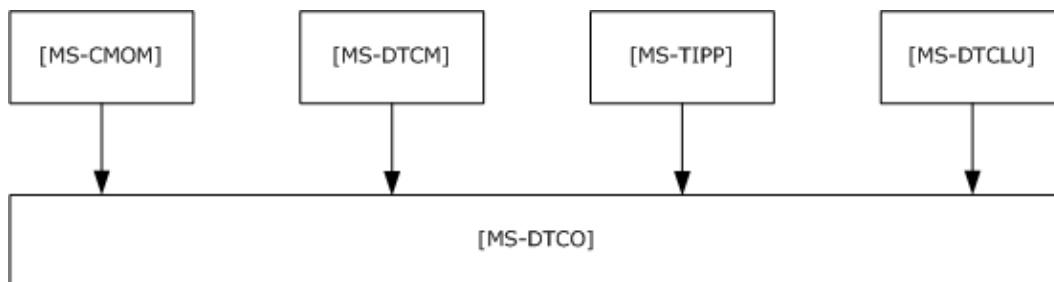 [MS-CMOM]
[MS-DTCM]
[MS-TIPP]
[MS-DTCLU]
[MS-DTCO]